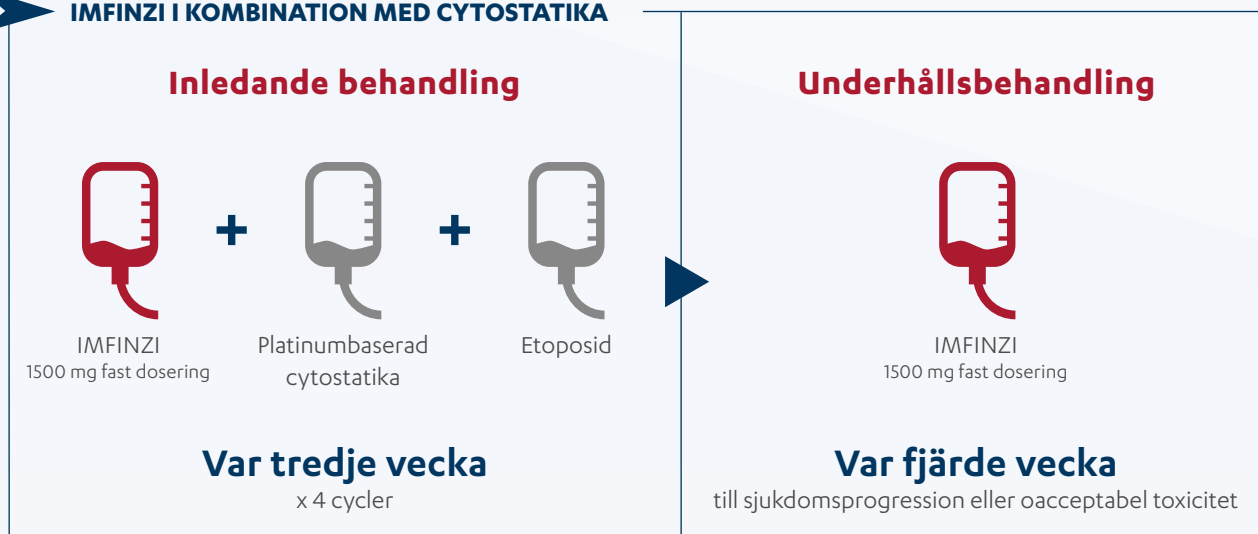 IMFINZI I KOMBINATION MED CYTOSTATIKA
Inledande behandling
+
+
IMFINZI
1500 mg fast dosering
Platinumbaserad
cytostatika
Etoposid
Var tredje vecka
x 4 cycler
Underhållsbehandling
IMFINZI
1500 mg fast dosering
Var fjärde vecka
till sjukdomsprogression eller oacceptabel toxicitet